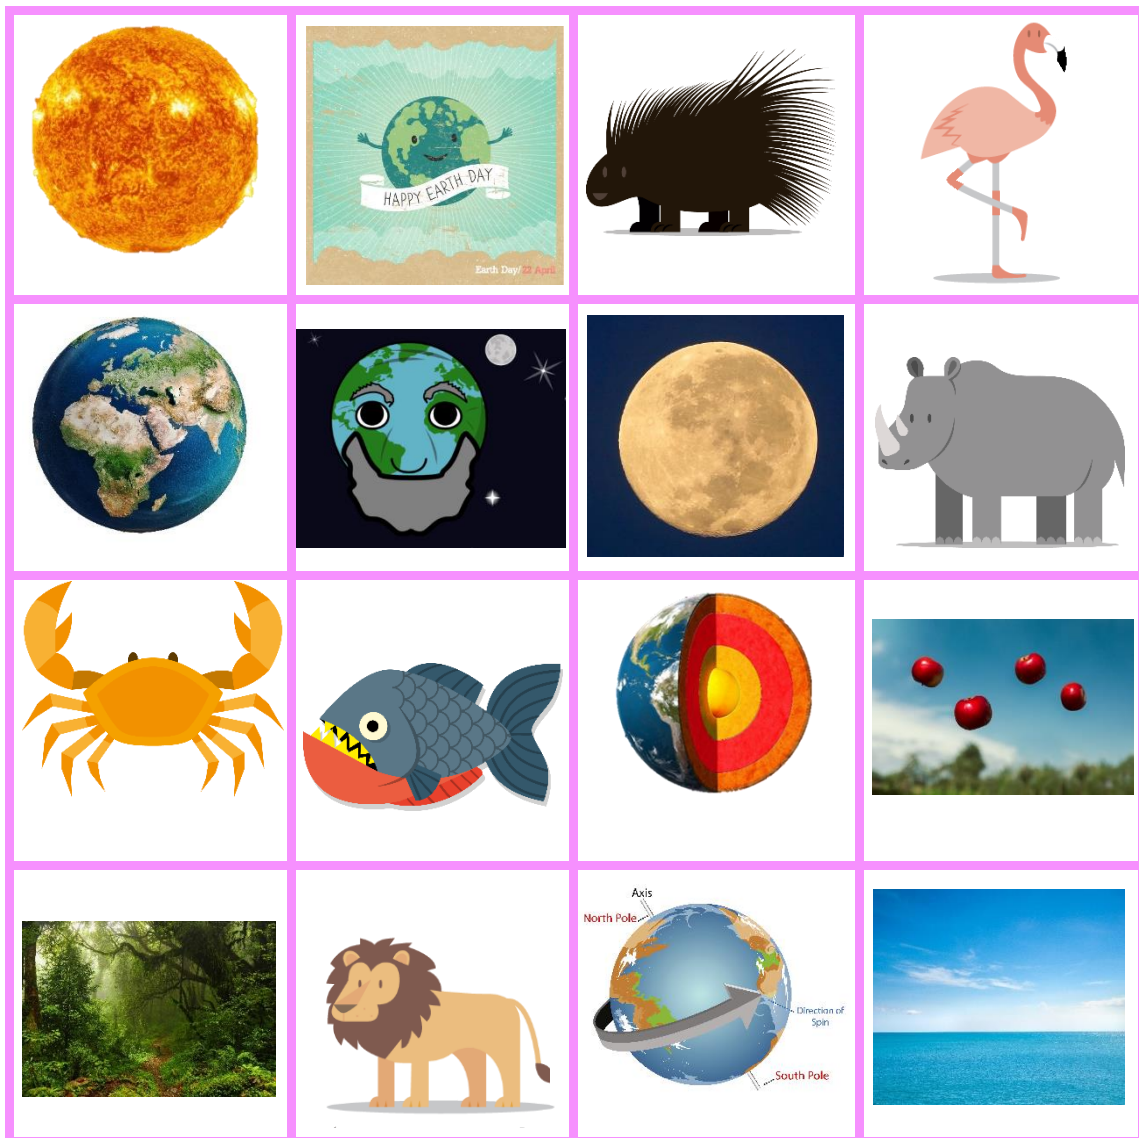 HAPPY EARTH DAY
Earth Day/22 April
Axis
North Pole
Direction of
Spin
South Pole